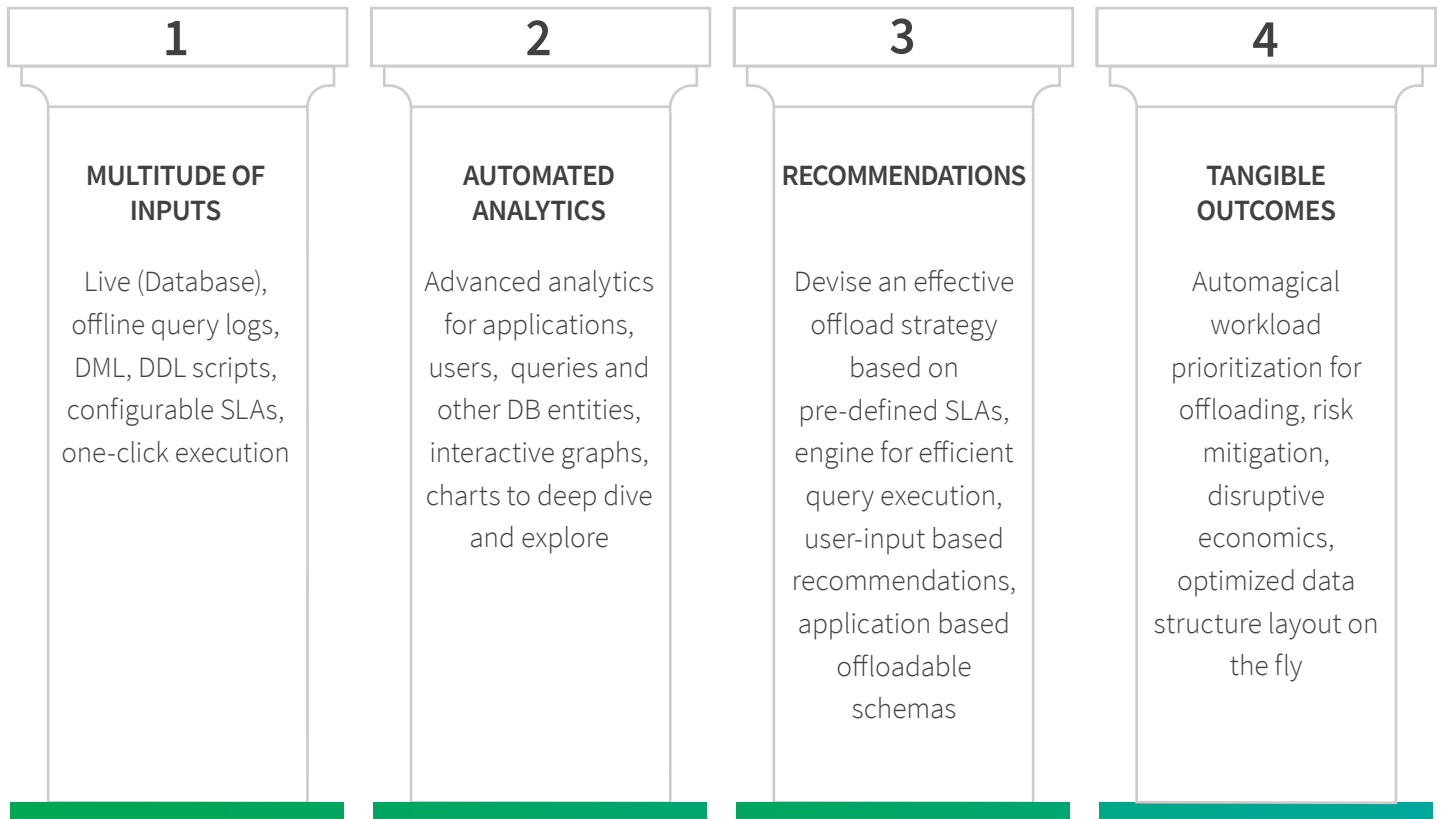 1
MULTITUDE OF
INPUTS
Live (Database),
offline query logs,
DML, DDL scripts,
configurable SLAs,
one-click execution
2
AUTOMATED
ANALYTICS
Advanced analytics
for applications,
users,  queries and
other DB entities,
interactive graphs,
charts to deep dive
and explore
3
RECOMMENDATIONS
Devise an effective
offload strategy
based on
pre-defined SLAs,
engine for efficient
query execution,
user-input based
recommendations,
application based
offloadable
schemas
4
TANGIBLE
OUTCOMES
Automagical
workload
prioritization for
offloading, risk
mitigation,
disruptive
economics,
optimized data
structure layout on
the fly